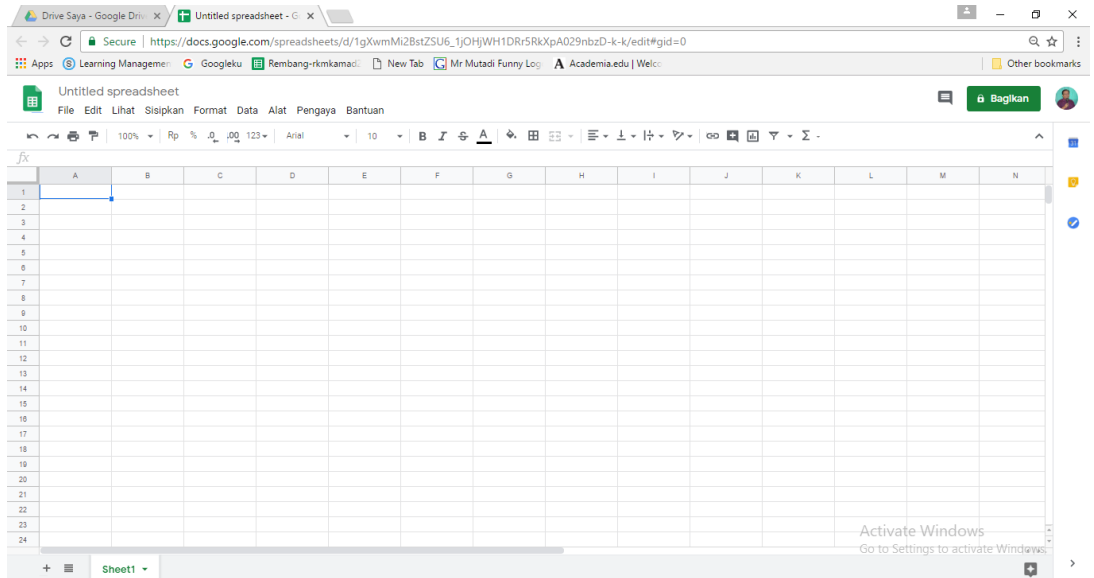 Drive Saya - Google Driv
Untitled spreadsheet - G
Secure | https://docs.google.com/spreadsheets/d/1gXwmMi2BstZSU6_1jOHjWH1DRr5RkXpA029nbzD-k-k/edit#gid=0
Apps Learning Managemen Googleku Rembang-rkmkamad New Tab Mr Mutadi Funny Log Academia.edu | Welco Other bookmarks
Untitled spreadsheet
Bagikan
File Edit Lihat Sisipkan Format Data Alat Pengaya Bantuan
100% Rp % .0 .00 123 Arial 10 B I S A Σ
fx
A B C D E F G H I J K L M N
1
2
3
4
5
6
7
8
9
10
11
12
13
14
15
16
17
18
19
20
21
22
23
24
Activate Windows
Go to Settings to activate Windows.
+ Sheet1